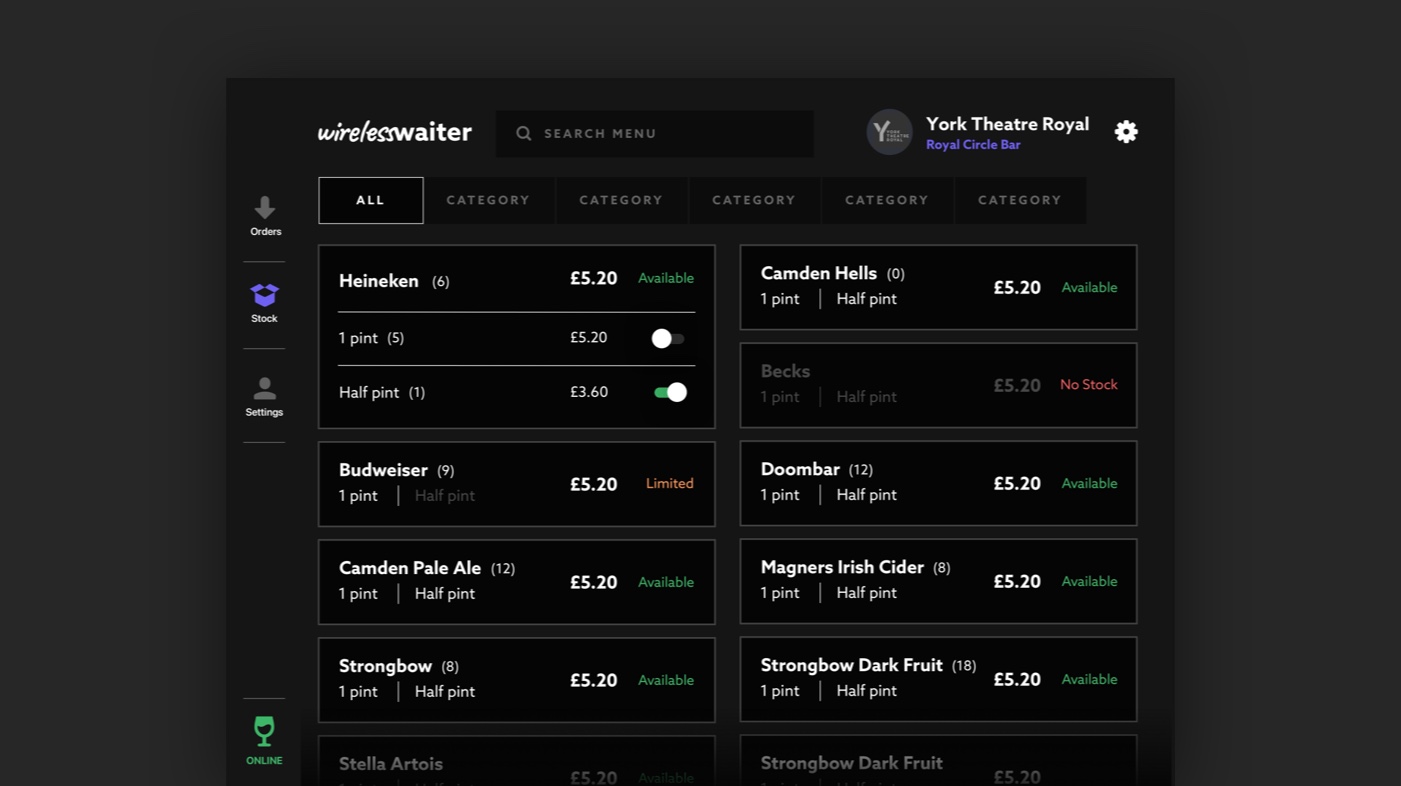 wirelesswaiter
SEARCH MENU
YORK THEATRE ROYAL
York Theatre Royal
Royal Circle Bar
ALL CATEGORY CATEGORY CATEGORY CATEGORY CATEGORY
Orders
Stock
Settings
ONLINE
Heineken (6) £5.20 Available
1 pint (5) £5.20
Half pint (1) £3.60
Budweiser (9) £5.20 Limited
1 pint | Half pint
Camden Pale Ale (12) £5.20 Available
1 pint | Half pint
Strongbow (8) £5.20 Available
1 pint | Half pint
Stella Artois £5.20 Available
Camden Hells (0) £5.20 Available
1 pint | Half pint
Becks £5.20 No Stock
1 pint | Half pint
Doombar (12) £5.20 Available
1 pint | Half pint
Magners Irish Cider (8) £5.20 Available
1 pint | Half pint
Strongbow Dark Fruit (18) £5.20 Available
1 pint | Half pint
Strongbow Dark Fruit £5.20